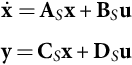 ẋ = A_S x + B_S u
y = C_S x + D_S u